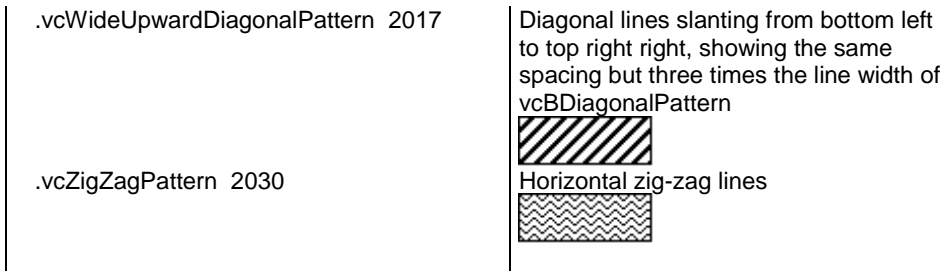 .vcWideUpwardDiagonalPattern 2017
Diagonal lines slanting from bottom left
to top right right, showing the same
spacing but three times the line width of
vcBDiagonalPattern
.vcZigZagPattern 2030
Horizontal zig-zag lines